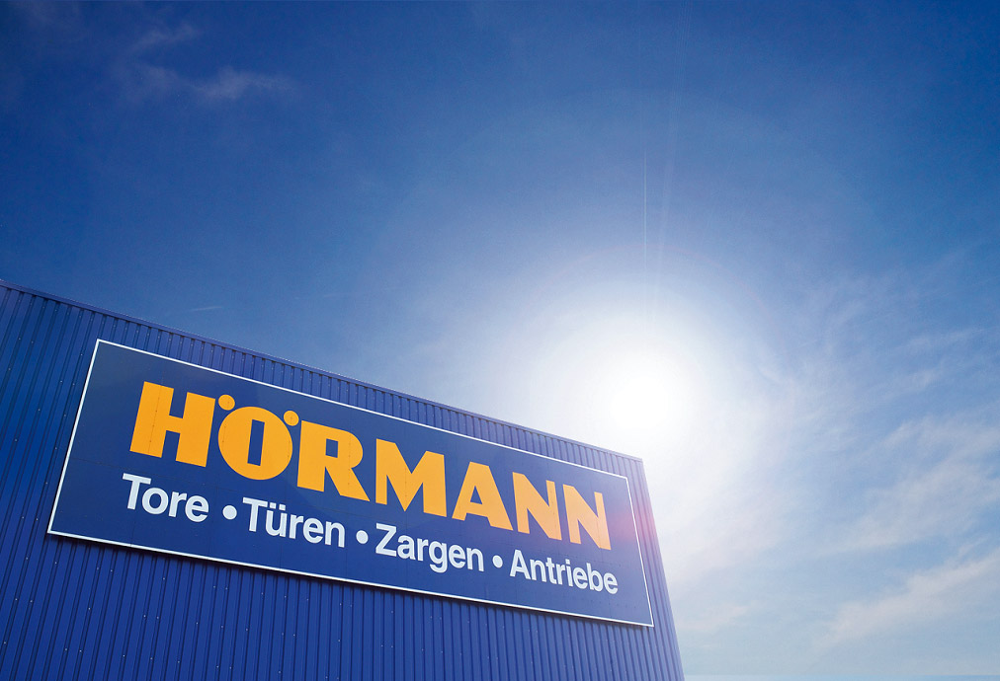 HÖRMANN
Tore • Türen • Zargen • Antriebe